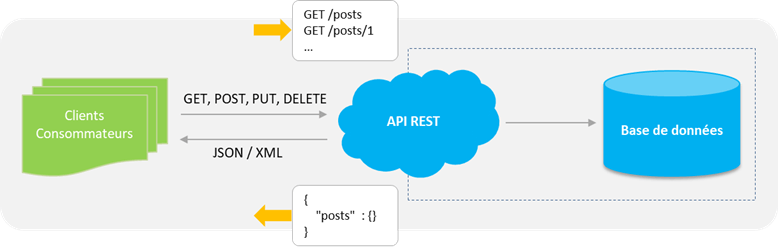 GET /posts
GET /posts/1
...
Clients
Consommateurs
GET, POST, PUT, DELETE
JSON / XML
API REST
Base de données
{
"posts" : {}
}